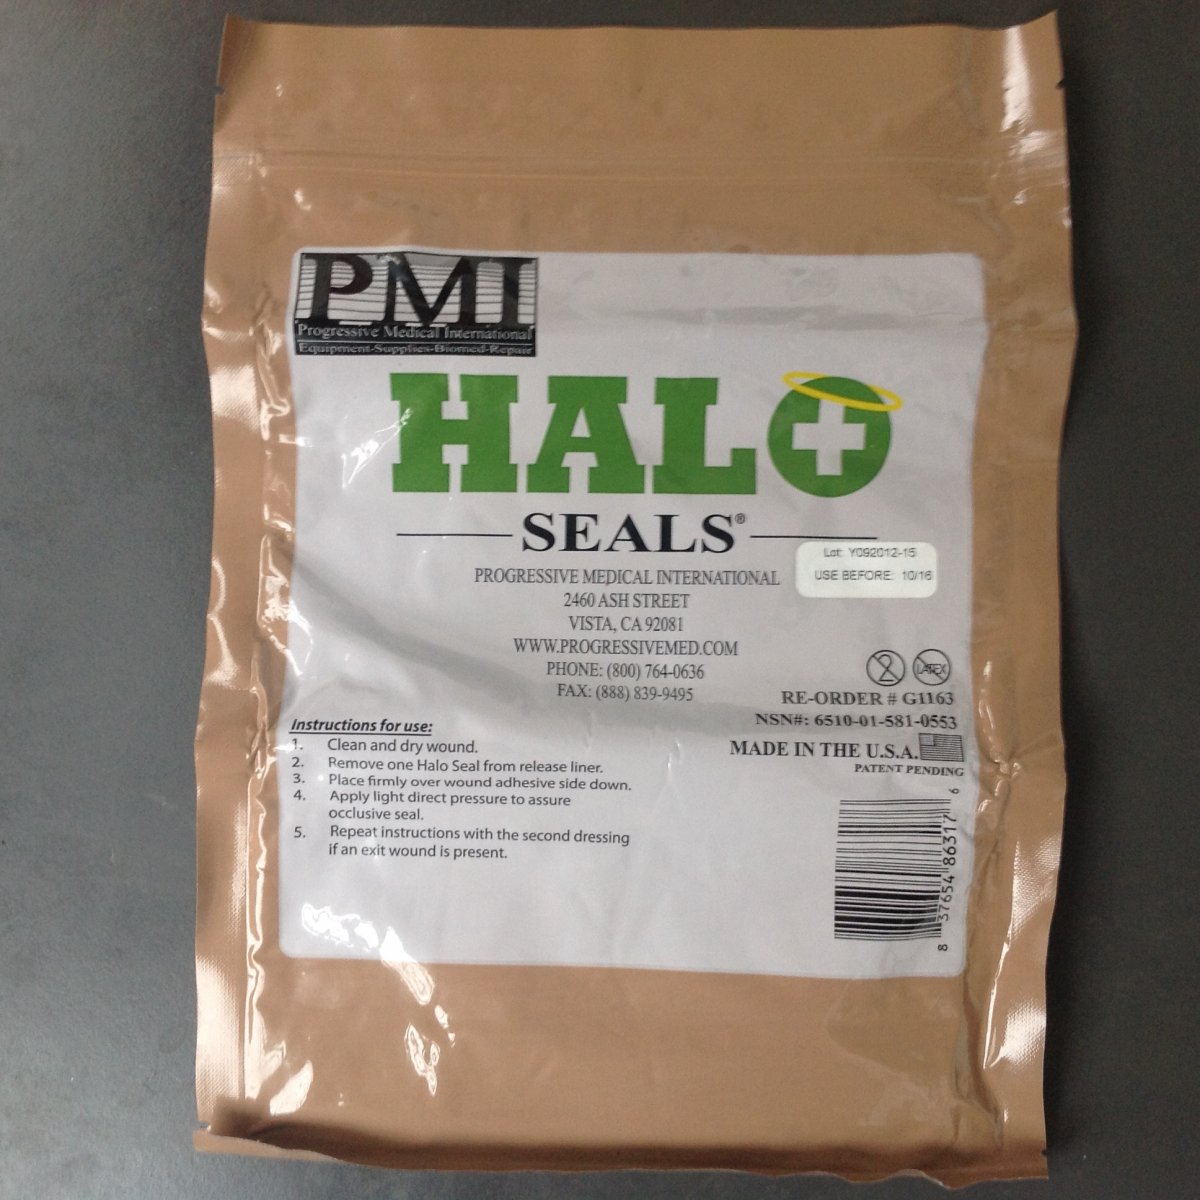 PMI
Progressive Medical International
Equipment-Supplies-Biomed-Repair
HALO
SEALS®
Lot: Y092012-15
USE BEFORE: 10/16
PROGRESSIVE MEDICAL INTERNATIONAL
2460 ASH STREET
VISTA, CA 92081
WWW.PROGRESSIVEMED.COM
PHONE: (800) 764-0636
FAX: (888) 839-9495
2
LATEX
RE-ORDER # G1163
NSN#: 6510-01-581-0553
MADE IN THE U.S.A.
PATENT PENDING
Instructions for use:
1. Clean and dry wound.
2. Remove one Halo Seal from release liner.
3. Place firmly over wound adhesive side down.
4. Apply light direct pressure to assure
occlusive seal.
5. Repeat instructions with the second dressing
if an exit wound is present.
8 37654 86317 6